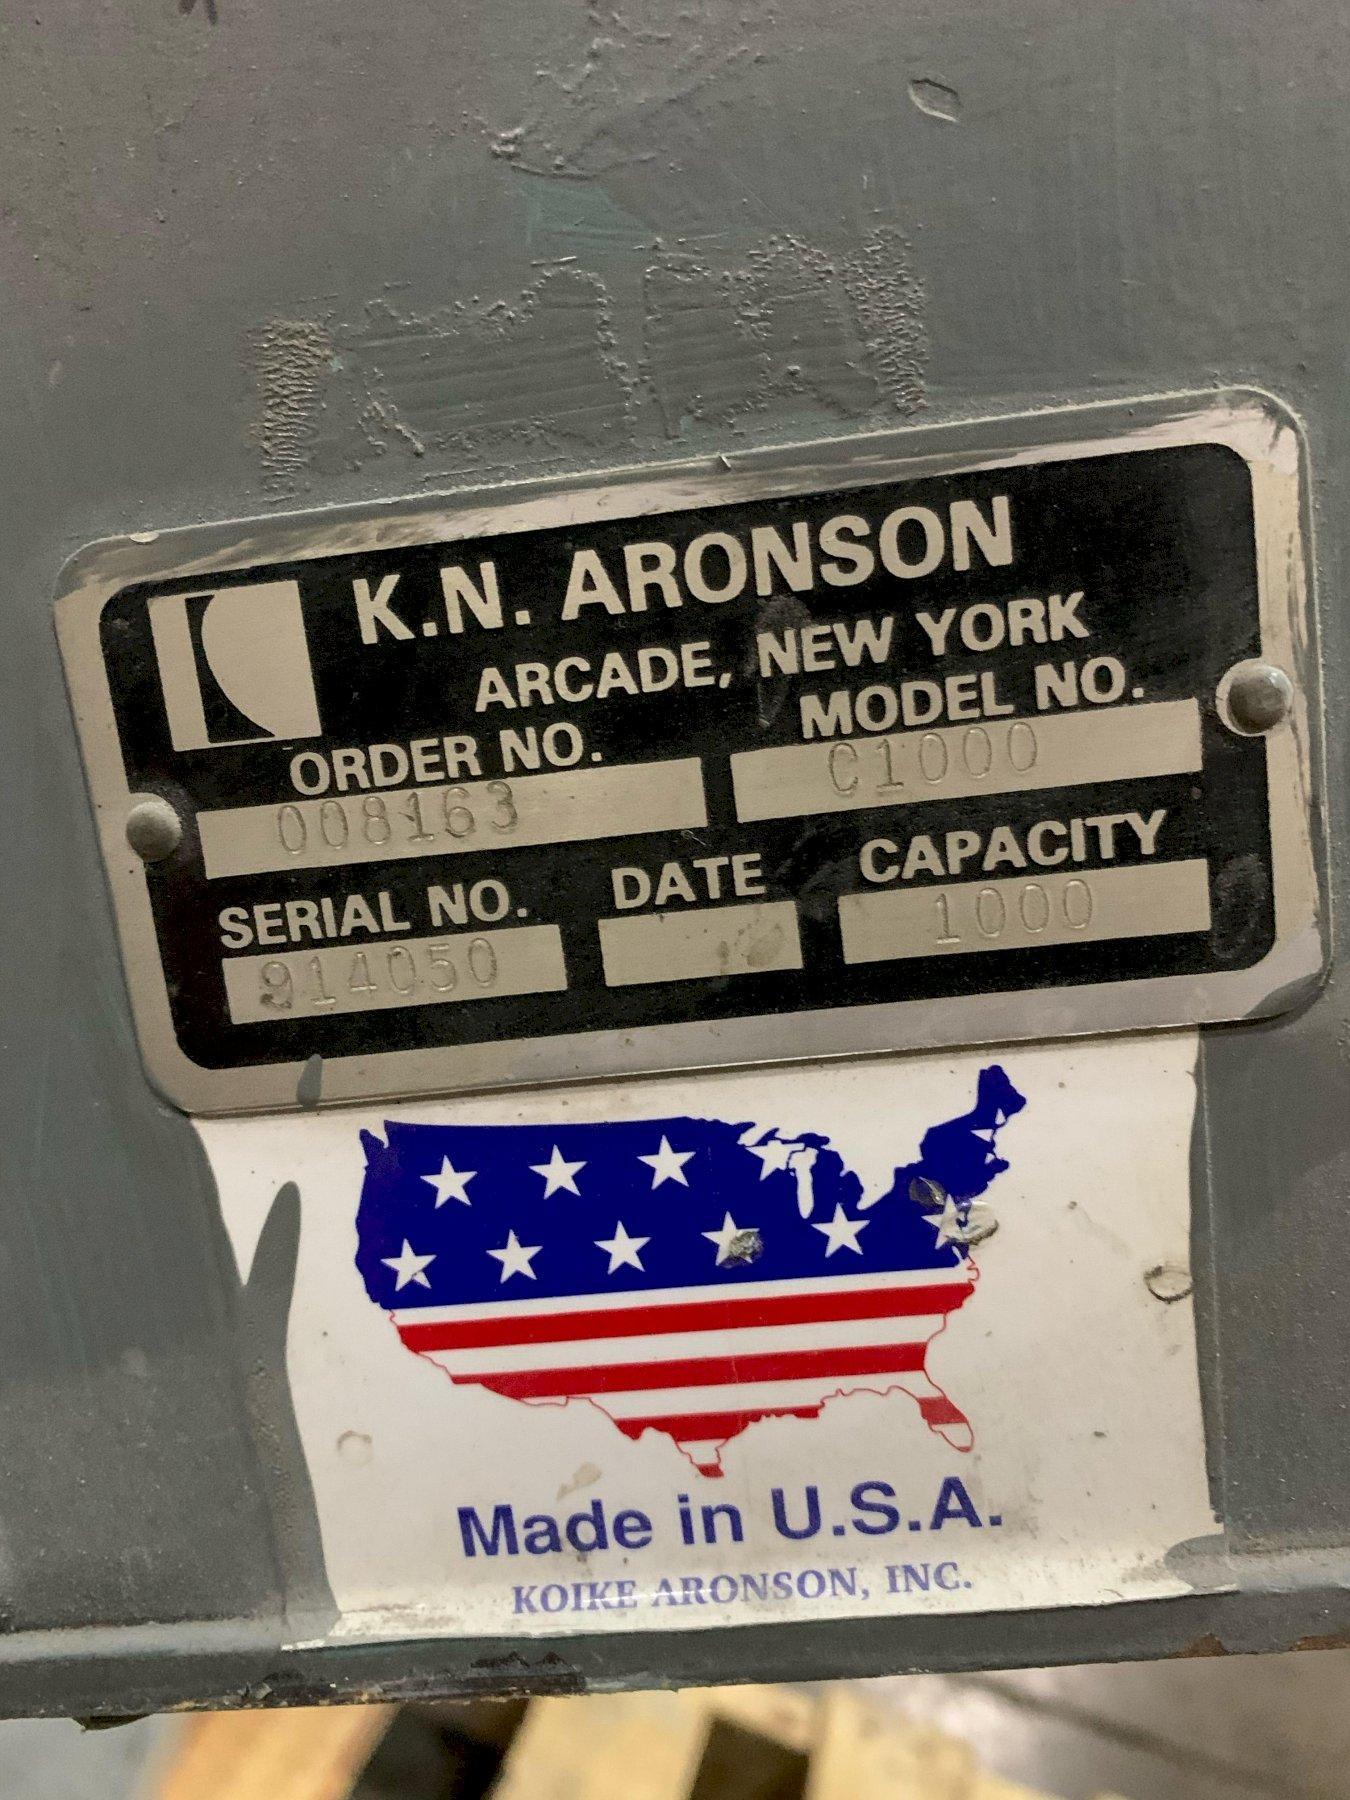 K.N. ARONSON
ARCADE, NEW YORK
ORDER NO. MODEL NO.
008163 C1000
SERIAL NO. DATE CAPACITY
914050 1000
Made in U.S.A.
KOIKE ARONSON, INC.